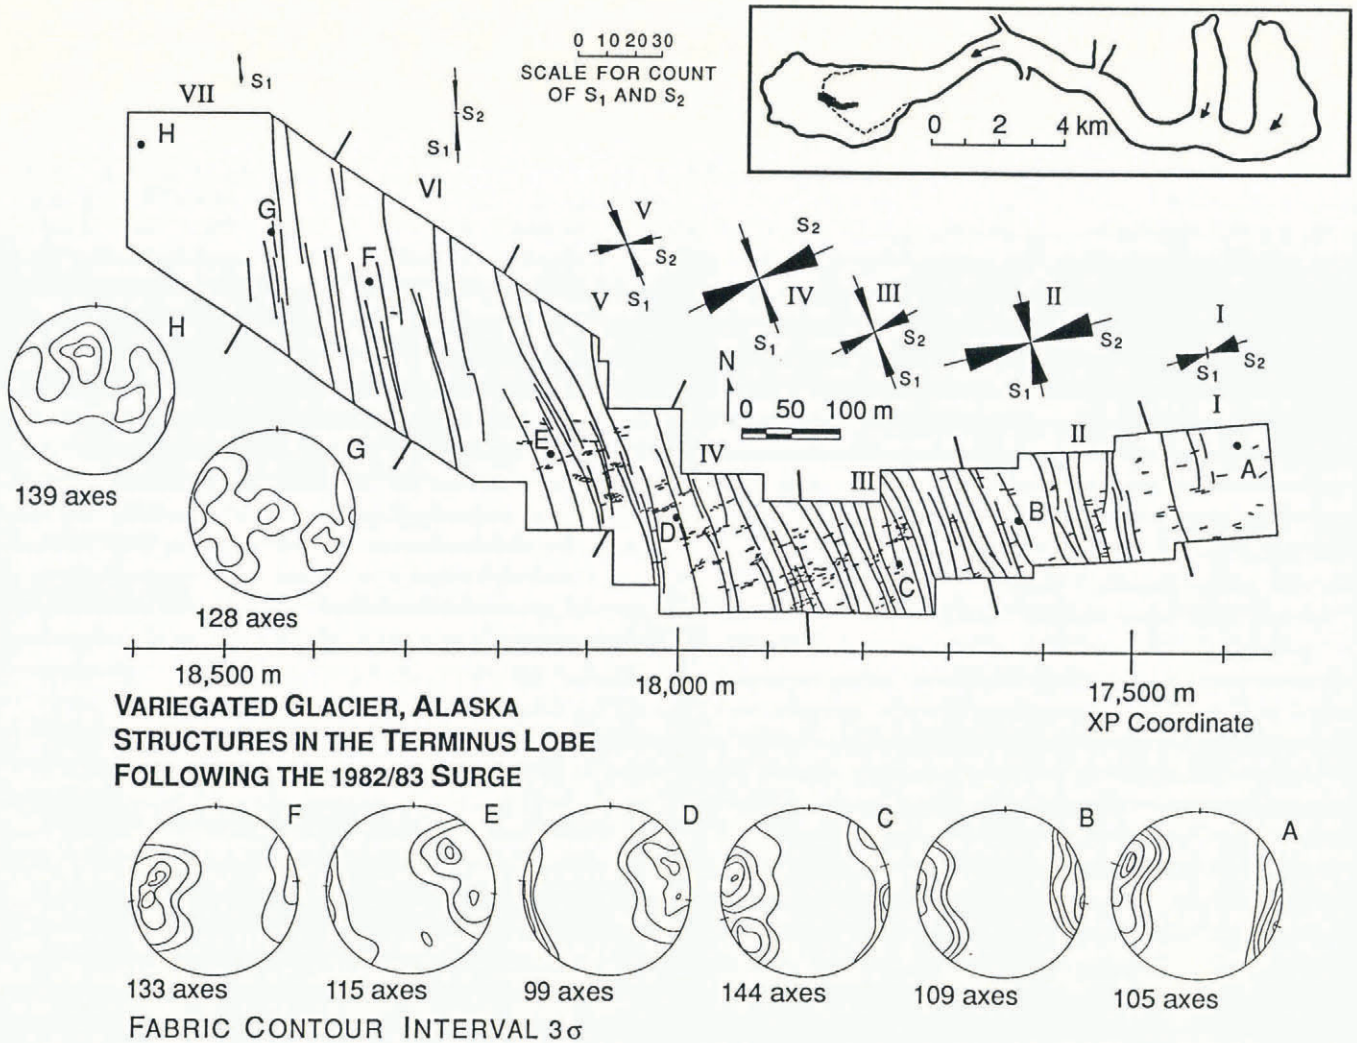 0 10 20 30
SCALE FOR COUNT
OF S1 AND S2
0 2 4 km
S1
VII
S2
S1
VI
H
G
F
V
S2
S1
V
S2
IV
S1
III
S2
S1
II
S2
S1
I
S2
S1
I
N
0 50 100 m
E
D
IV
III
C
II
B
A
H
139 axes
G
128 axes
18,500 m
18,000 m
17,500 m
XP Coordinate
VARIEGATED GLACIER, ALASKA
STRUCTURES IN THE TERMINUS LOBE
FOLLOWING THE 1982/83 SURGE
F
E
D
C
B
A
133 axes
115 axes
99 axes
144 axes
109 axes
105 axes
FABRIC CONTOUR INTERVAL 3σ